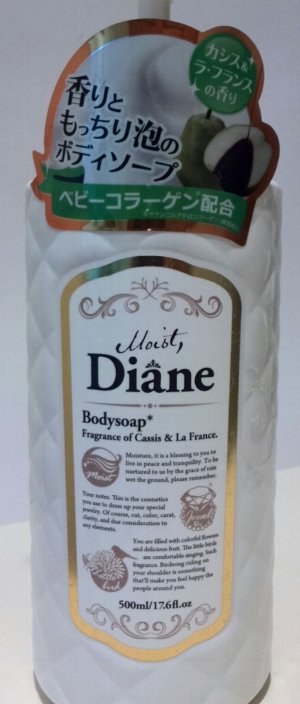 カシス&
ラ・フランス
の香り
香りと
もっちり泡の
ボディソープ
ベビーコラーゲン配合
Moist,
Diane
Bodysoap*
Fragrance of Cassis & La France.
Moisture, it is a blessing to you to
live in peace and tranquility. To be
nurtured to us by the grace of rain
wet the ground, please remember.
Moist
Your notes. This is the cosmetics
you use to dress up your special
jewelry. Of course, cut, color, carat,
clarity, and due consideration to
any elements.
You are filled with colorful flowers
and delicious fruit. The little birds
are comfortable singing. Such
fragrance. Birdsong riding on
your shoulder is something
that'll make you feel happy the
people around you.
500ml/17.6fl.oz